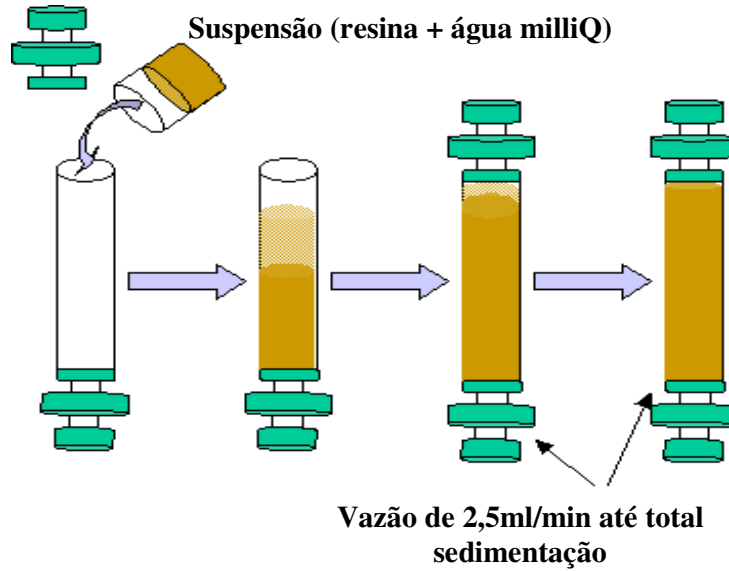 Suspensão (resina + água milliQ)
Vazão de 2,5ml/min até total
sedimentação